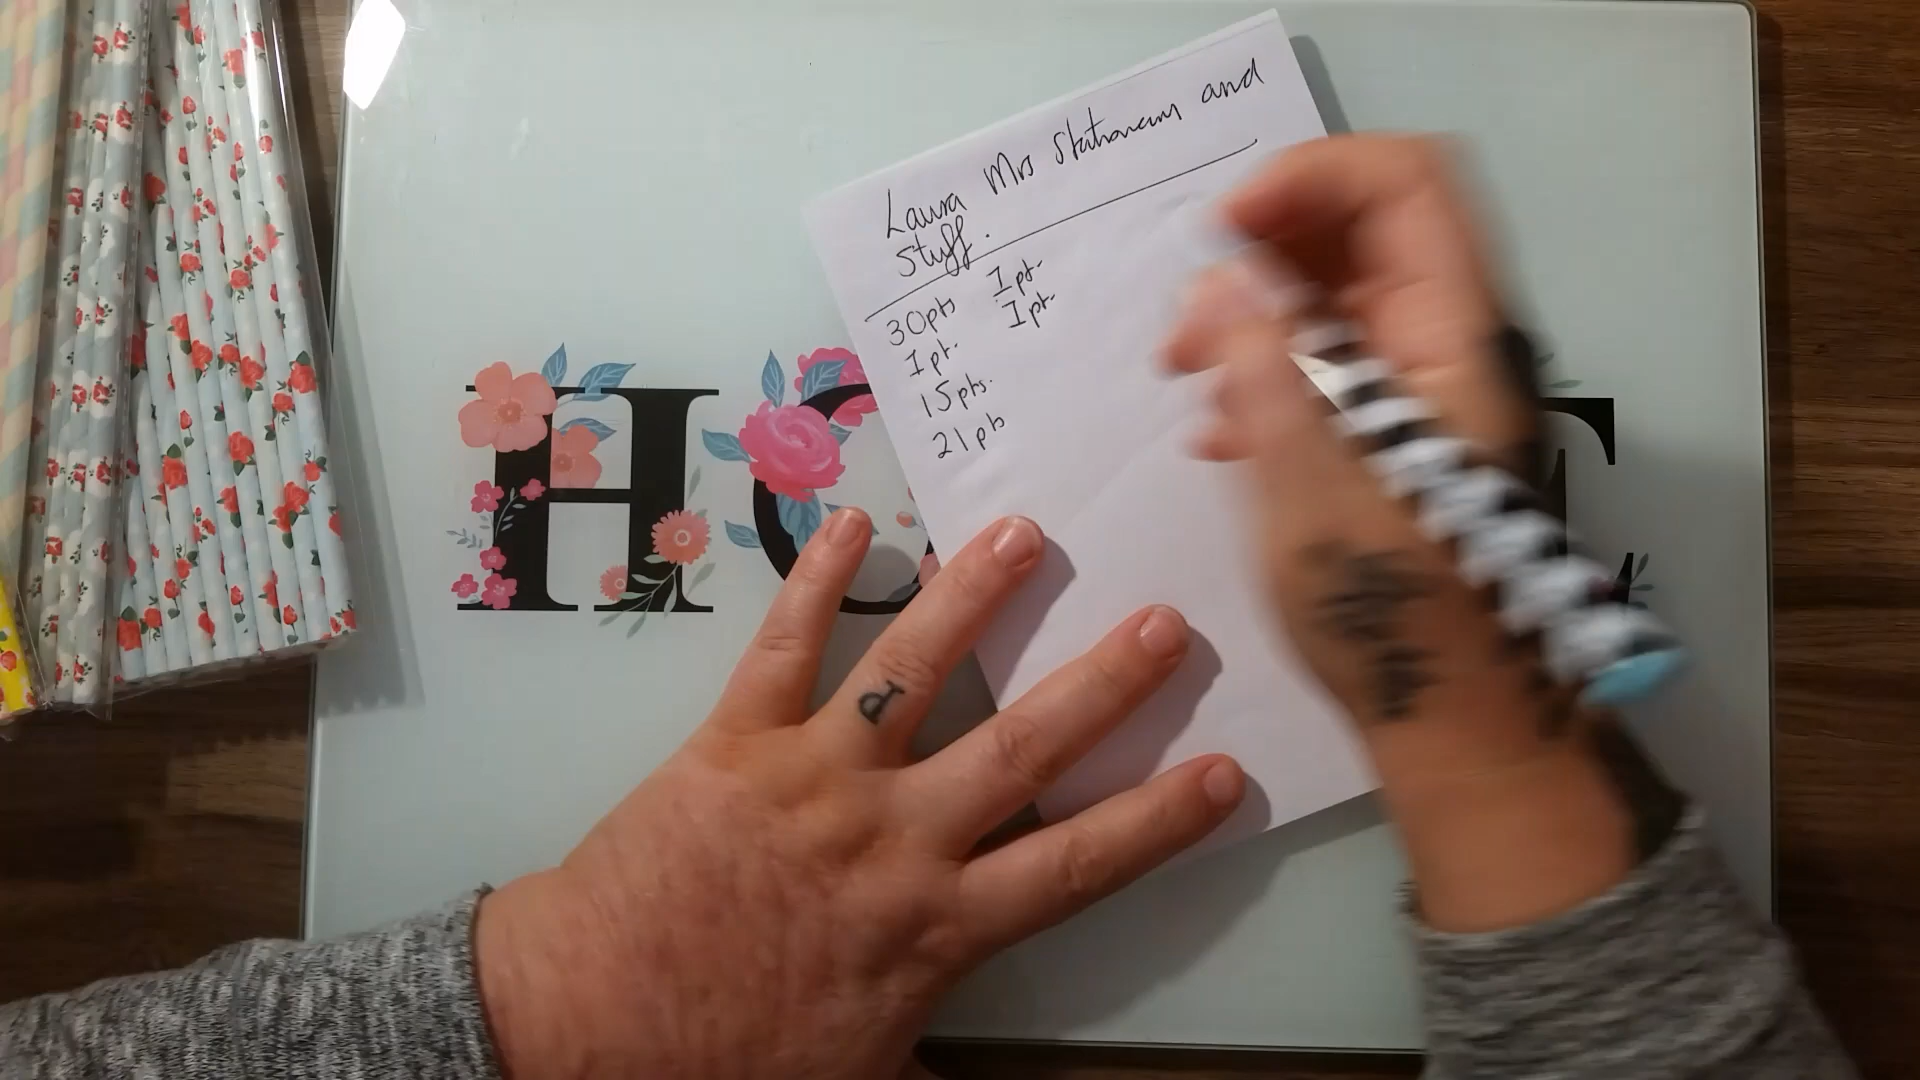 Laura Mrs Stationery and
stuff.
30pts 1pt.
1pt. 1pt.
15pts.
21pts
HO E
P